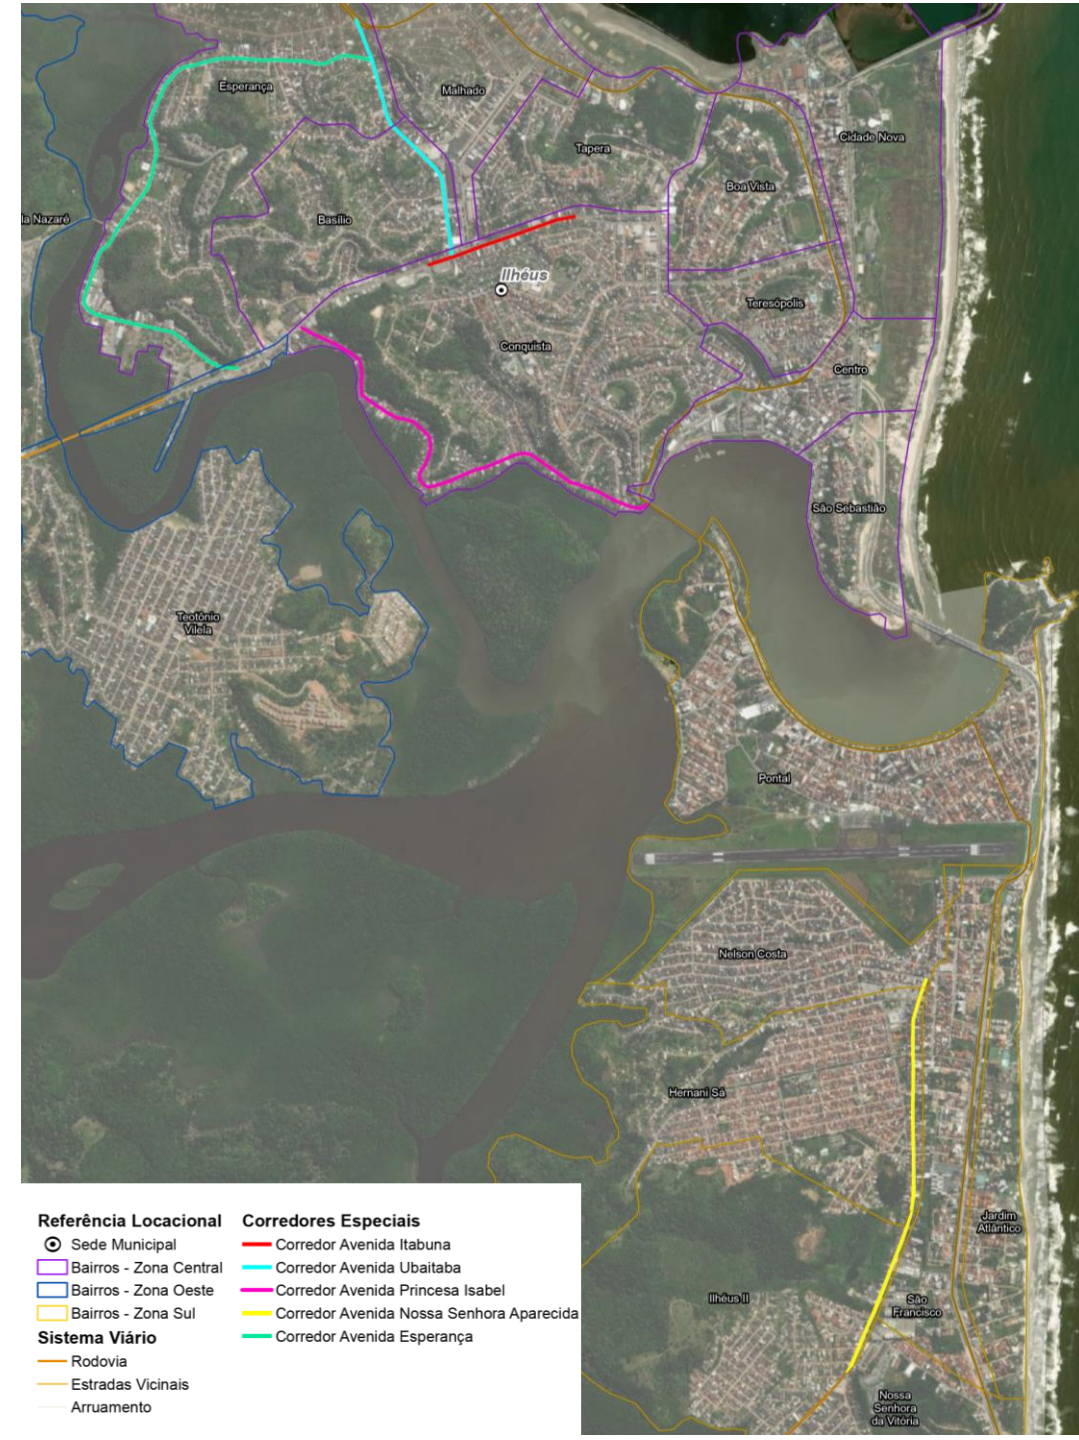 Malhado
Esperança
Cidade Nova
Tapera
Boa Vista
Basílio
la Nazaré
Ilhéus
Teresópolis
Conquista
Centro
São Sebastião
Teotônio
Vilela
Pontal
Nelson Costa
Hernani Sá
Jardim
Atlântico
Ilhéus II
São
Francisco
Nossa
Senhora
da Vitória
Referência Locacional
Sede Municipal
Bairros - Zona Central
Bairros - Zona Oeste
Bairros - Zona Sul
Sistema Viário
Rodovia
Estradas Vicinais
Arruamento
Corredores Especiais
Corredor Avenida Itabuna
Corredor Avenida Ubaitaba
Corredor Avenida Princesa Isabel
Corredor Avenida Nossa Senhora Aparecida
Corredor Avenida Esperança